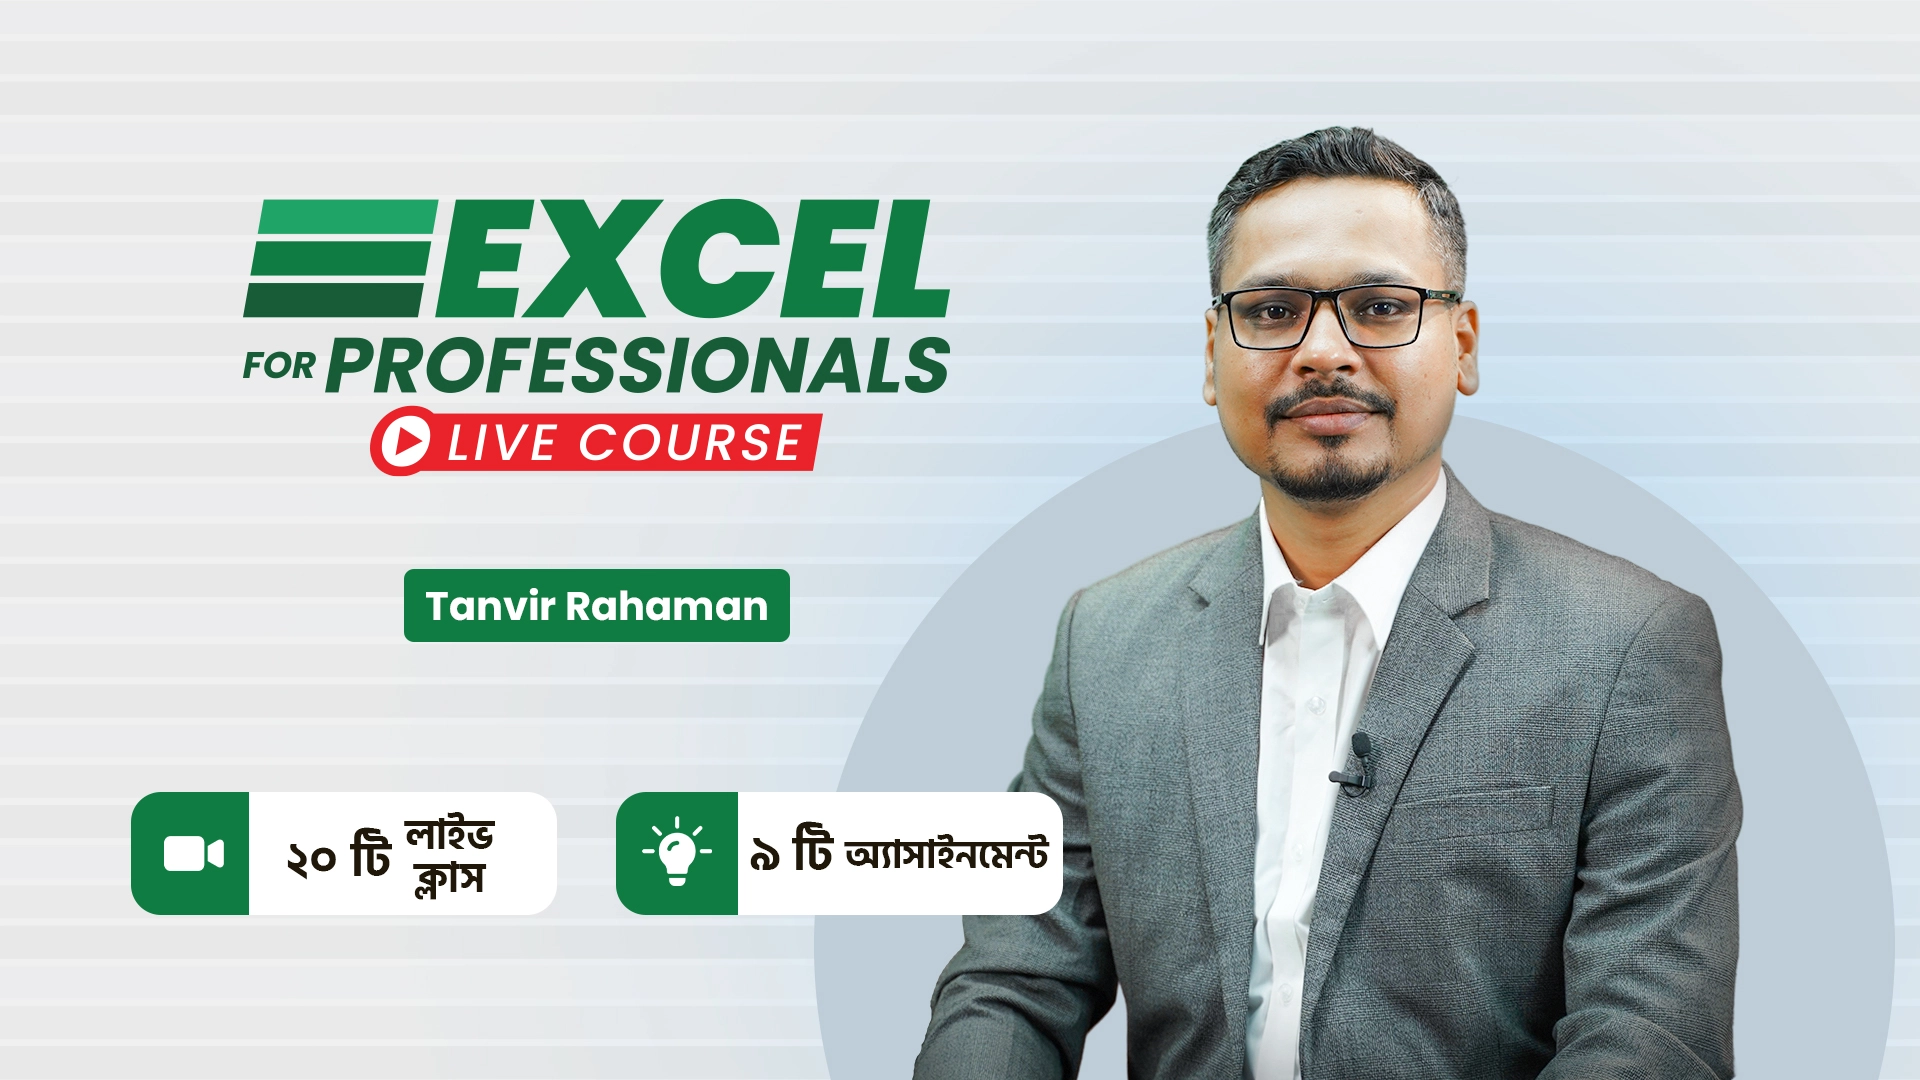 EXCEL
FOR PROFESSIONALS
LIVE COURSE
Tanvir Rahaman
২০ টি লাইভ
ক্লাস
৯ টি অ্যাসাইনমেন্ট